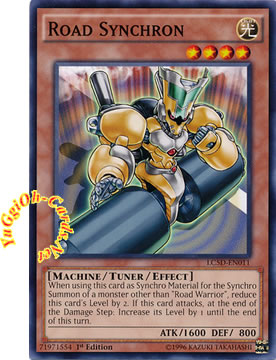 ROAD SYNCHRON
光
YuGgiOh-Cards.Net
LC5D-EN011
[MACHINE / TUNER / EFFECT]
When using this card as Synchro Material for the Synchro
Summon of a monster other than "Road Warrior", reduce
this card's Level by 2. If this card attacks, at the end of
the Damage Step: Increase its Level by 1 until the end
of this turn.
ATK/1600 DEF/ 800
71971554 1st Edition ©1996 KAZUKI TAKAHASHI